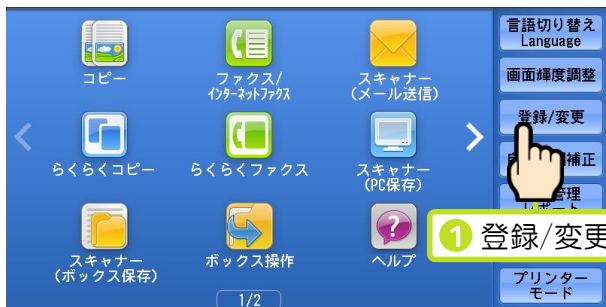 コピー
ファクス/
インターネットファクス
スキャナー
(メール送信)
らくらくコピー
らくらくファクス
スキャナー
(PC保存)
スキャナー
(ボックス保存)
ボックス操作
?
ヘルプ
1/2
言語切り替え
Language
画面輝度調整
登録/変更
補正
管理
レポート
1 登録/変更
プリンター
モード